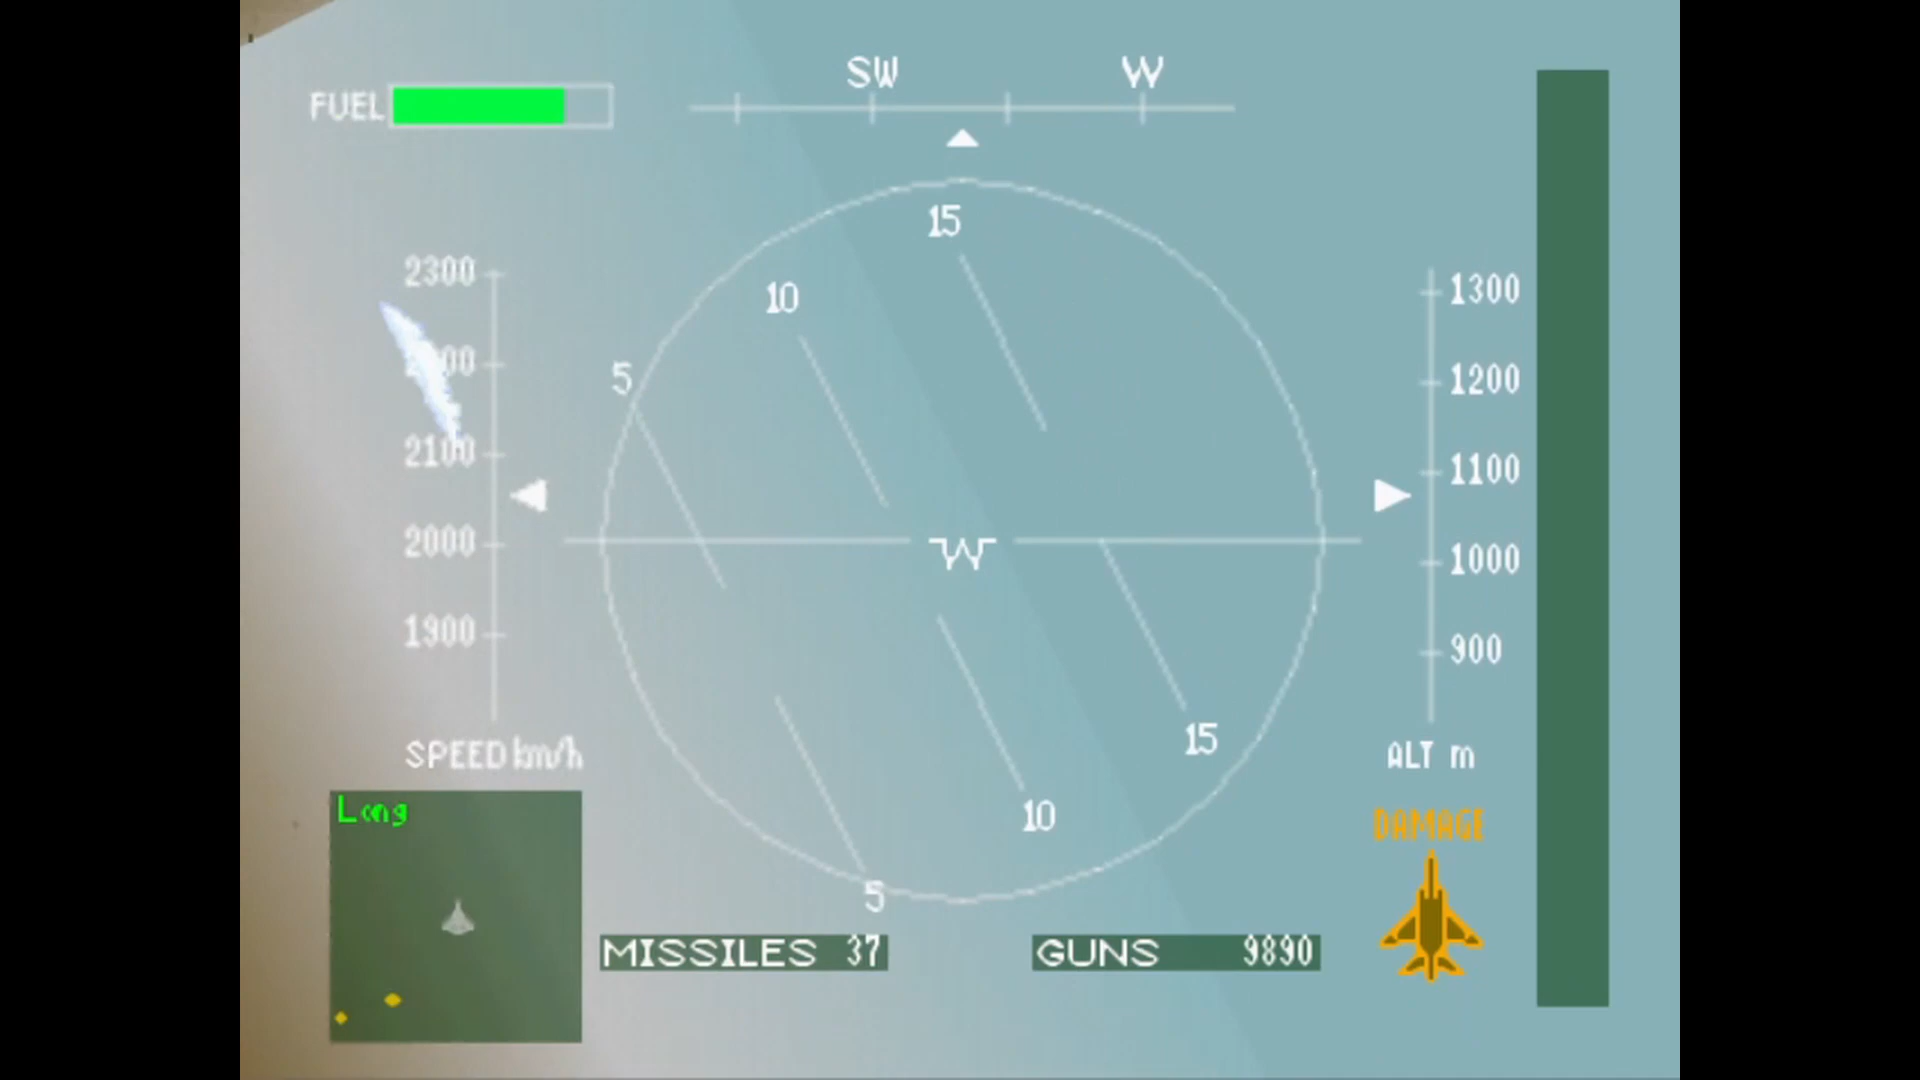 SW W
FUEL
15
10
5
2300
2100
2000
1900
SPEED km/h
1300
1200
1100
1000
900
ALT m
15
10
5
Long
DAMAGE
MISSILES 37
GUNS 9890